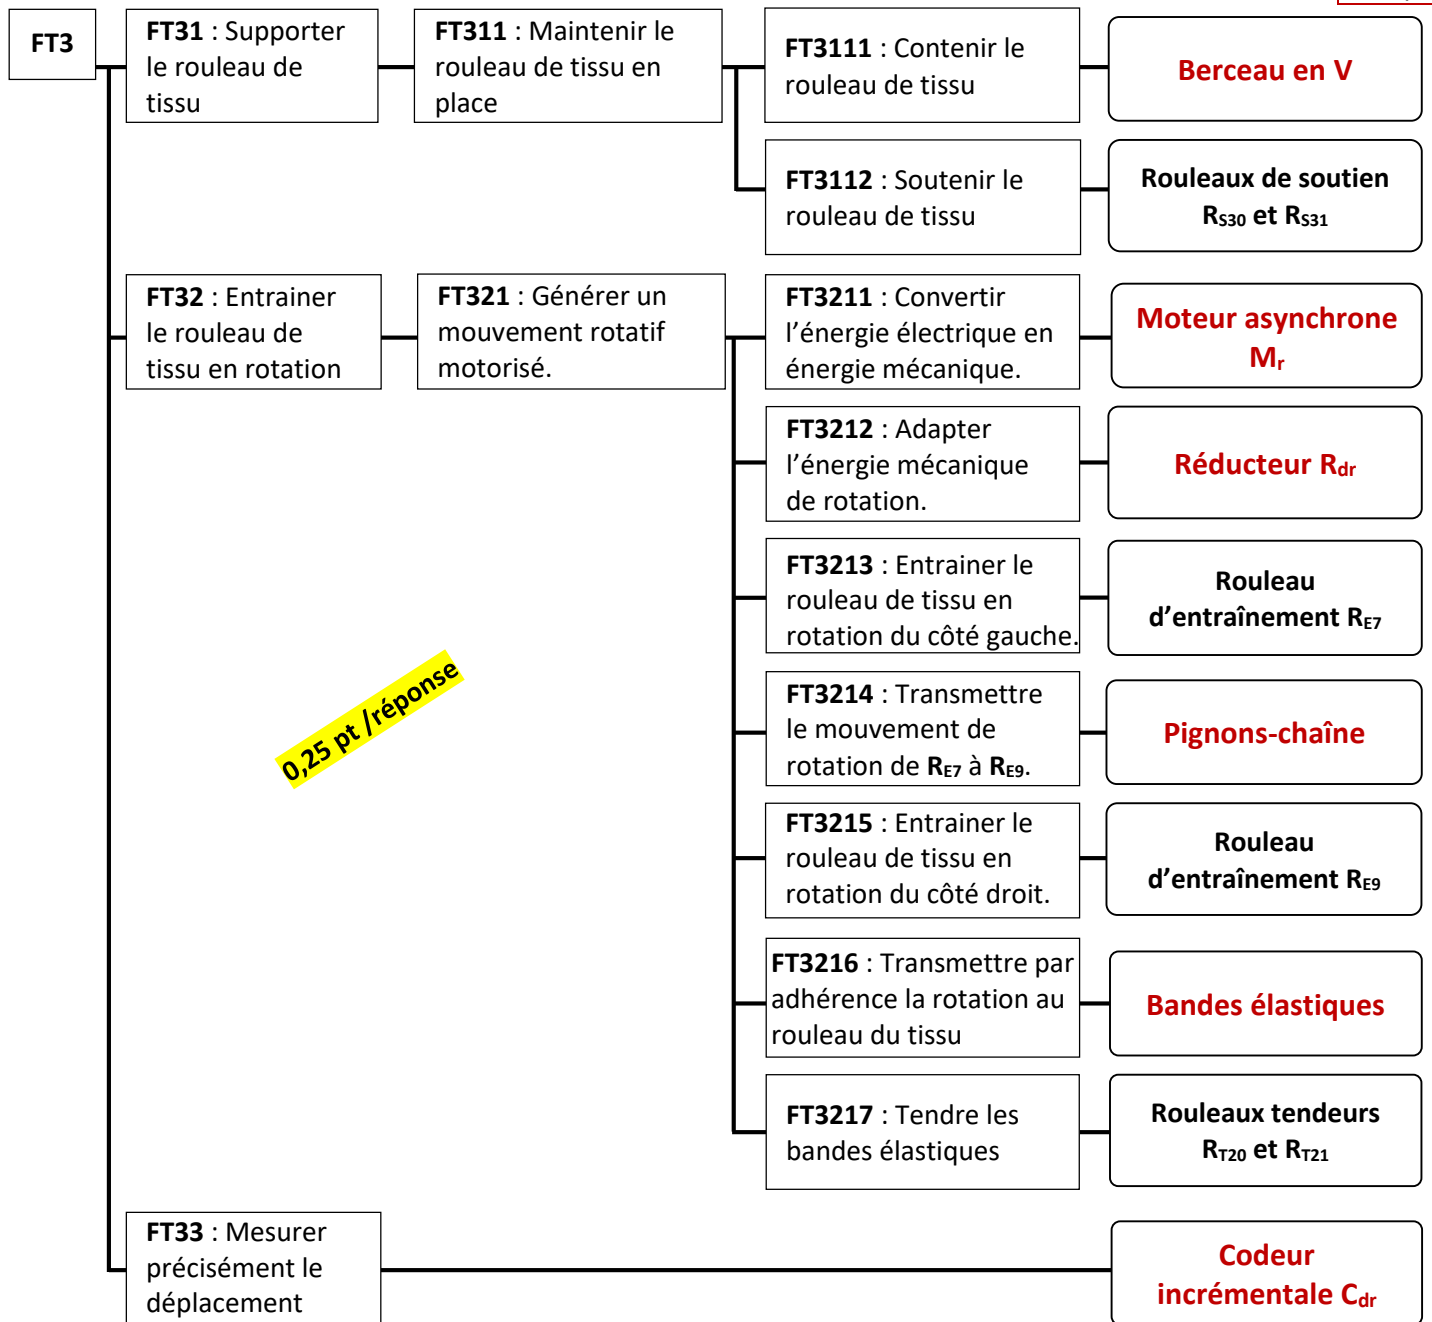 FT3
FT31 : Supporter
le rouleau de
tissu
FT311 : Maintenir le
rouleau de tissu en
place
FT3111 : Contenir le
rouleau de tissu
Berceau en V
FT3112 : Soutenir le
rouleau de tissu
Rouleaux de soutien
RS30 et RS31
FT32 : Entrainer
le rouleau de
tissu en rotation
FT321 : Générer un
mouvement rotatif
motorisé.
FT3211 : Convertir
l’énergie électrique en
énergie mécanique.
Moteur asynchrone
Mr
FT3212 : Adapter
l’énergie mécanique
de rotation.
Réducteur Rdr
FT3213 : Entrainer le
rouleau de tissu en
rotation du côté gauche.
Rouleau
d’entraînement RE7
0,25 pt /réponse
FT3214 : Transmettre
le mouvement de
rotation de RE7 à RE9.
Pignons-chaîne
FT3215 : Entrainer le
rouleau de tissu en
rotation du côté droit.
Rouleau
d’entraînement RE9
FT3216 : Transmettre par
adhérence la rotation au
rouleau du tissu
Bandes élastiques
FT3217 : Tendre les
bandes élastiques
Rouleaux tendeurs
RT20 et RT21
FT33 : Mesurer
précisément le
déplacement
Codeur
incrémentale Cdr